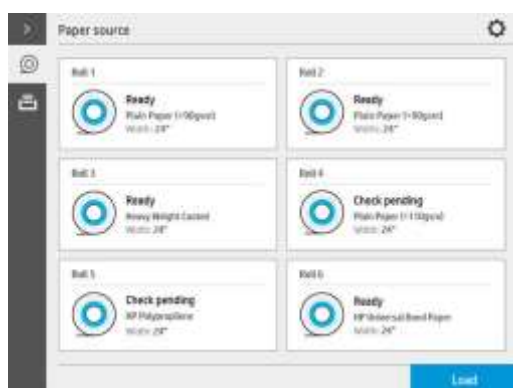 Paper source
Roll 1
Ready
Plain Paper (<90gsm)
Width: 24"
Roll 2
Ready
Plain Paper (<90gsm)
Width: 24"
Roll 3
Ready
Heavy Weight Coated
Width: 24"
Roll 4
Check pending
Plain Paper (>110gsm)
Width: 24"
Roll 5
Check pending
HP Polypropylene
Width: 24"
Roll 6
Ready
HP Universal Bond Paper
Width: 24"
Load